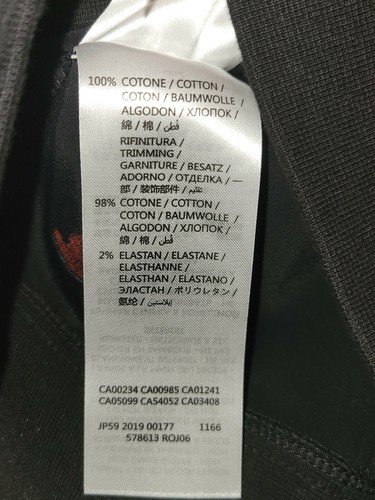 100% COTONE / COTTON /
COTON / BAUMWOLLE /
ALGODON / ХЛОПОК /
綿 / 棉 / قطن
RIFINITURA /
TRIMMING /
GARNITURE / BESATZ /
ADORNO / ОТДЕЛКА / —
部 / 装饰部件 / تقليم
98% COTONE / COTTON /
COTON / BAUMWOLLE /
ALGODON / ХЛОПОК /
綿 / 棉 / قطن
2% ELASTAN / ELASTANE /
ELASTHANNE /
ELASTHAN / ELASTANO /
ЭЛАСТАН / ポリウレタン /
氨纶 / إيلاستين
CA00234 CA00985 CA01241
CA05099 CA54052 CA03408
JP59 2019 00177 1166
578613 ROJ06